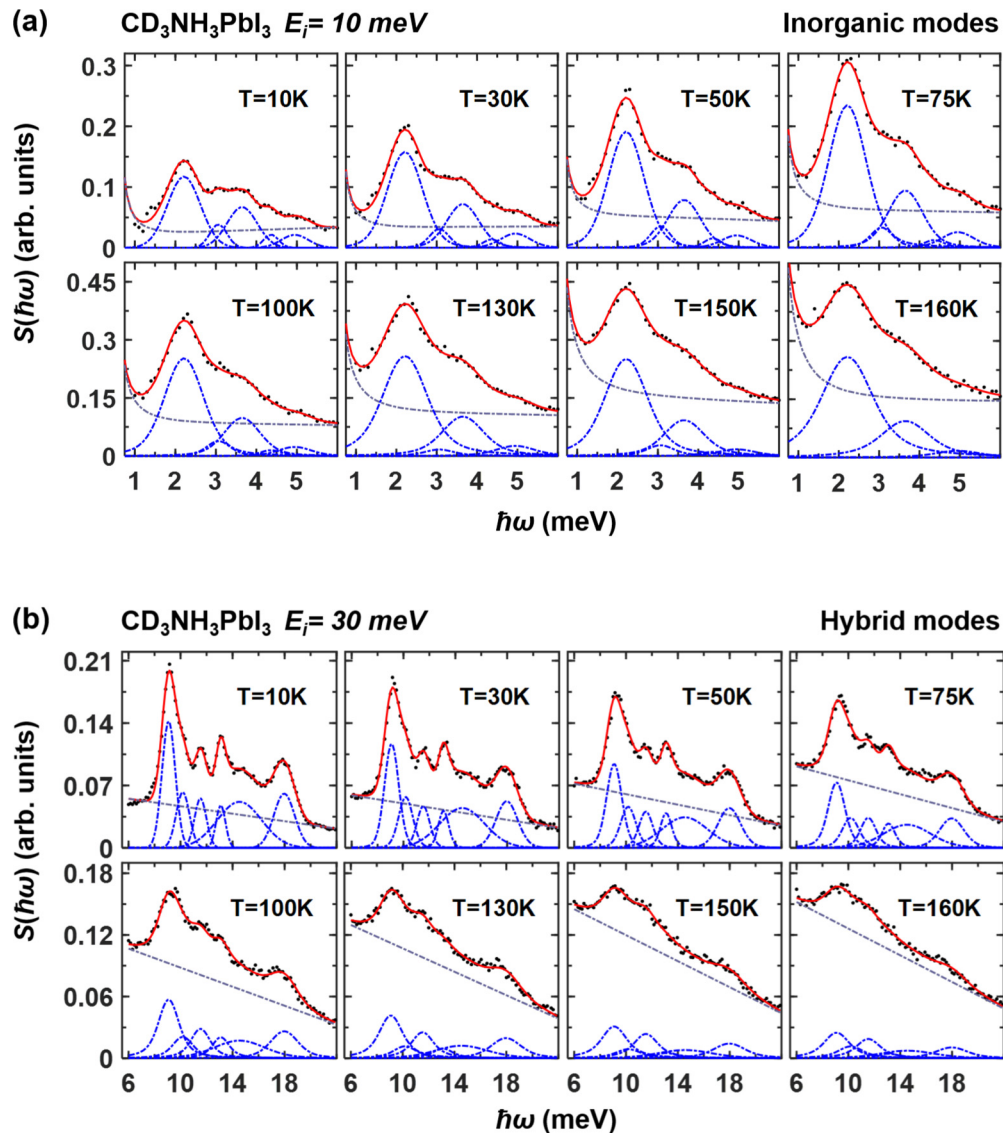 (a) CD₃NH₃PbI₃ Eᵢ= 10 meV Inorganic modes
T=10K T=30K T=50K T=75K
0.3
0.2
0.1
0
T=100K T=130K T=150K T=160K
0.45
0.3
0.15
0
S(ħω) (arb. units)
1 2 3 4 5 1 2 3 4 5 1 2 3 4 5 1 2 3 4 5
ħω (meV)
(b) CD₃NH₃PbI₃ Eᵢ= 30 meV Hybrid modes
T=10K T=30K T=50K T=75K
0.21
0.14
0.07
0
T=100K T=130K T=150K T=160K
0.18
0.12
0.06
0
S(ħω) (arb. units)
6 10 14 18 6 10 14 18 6 10 14 18 6 10 14 18
ħω (meV)